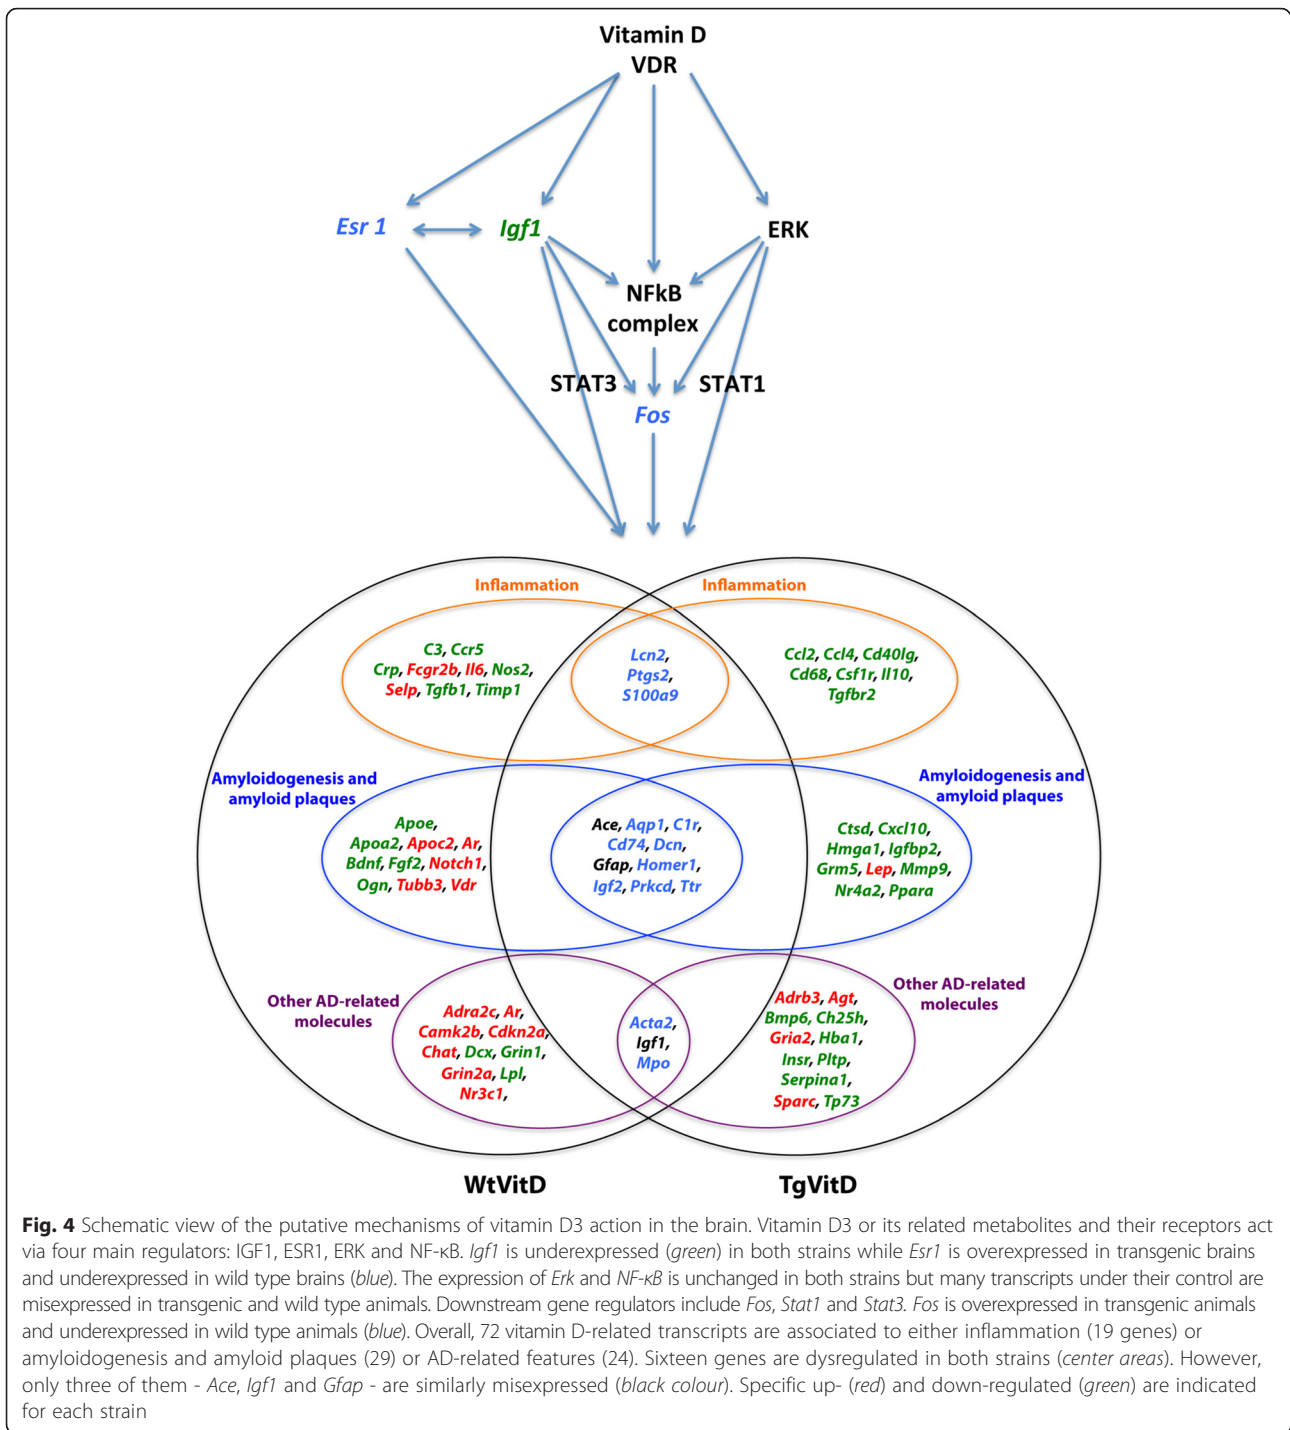 Vitamin D
VDR
Esr 1
Igf1
ERK
NFkB
complex
STAT3
STAT1
Fos
Inflammation
Inflammation
C3, Ccr5
Crp, Fcgr2b, Il6, Nos2,
Selp, Tgfb1, Timp1
Lcn2,
Ptgs2,
S100a9
Ccl2, Ccl4, Cd40lg,
Cd68, Csf1r, Il10,
Tgfbr2
Amyloidogenesis and
amyloid plaques
Amyloidogenesis and
amyloid plaques
Apoe,
Apoa2, Apoc2, Ar,
Bdnf, Fgf2, Notch1,
Ogn, Tubb3, Vdr
Ace, Aqp1, C1r,
Cd74, Dcn,
Gfap, Homer1,
Igf2, Prkcd, Ttr
Ctsd, Cxcl10,
Hmga1, Igfbp2,
Grm5, Lep, Mmp9,
Nr4a2, Ppara
Other AD-related
molecules
Other AD-related
molecules
Adra2c, Ar,
Camk2b, Cdkn2a,
Chat, Dcx, Grin1,
Grin2a, Lpl,
Nr3c1,
Acta2,
Igf1,
Mpo
Adrb3, Agt,
Bmp6, Ch25h,
Gria2, Hba1,
Insr, Pltp,
Serpina1,
Sparc, Tp73
WtVitD
TgVitD
Fig. 4 Schematic view of the putative mechanisms of vitamin D3 action in the brain. Vitamin D3 or its related metabolites and their receptors act
via four main regulators: IGF1, ESR1, ERK and NF-κB. Igf1 is underexpressed (green) in both strains while Esr1 is overexpressed in transgenic brains
and underexpressed in wild type brains (blue). The expression of Erk and NF-κB is unchanged in both strains but many transcripts under their control are
misexpressed in transgenic and wild type animals. Downstream gene regulators include Fos, Stat1 and Stat3. Fos is overexpressed in transgenic animals
and underexpressed in wild type animals (blue). Overall, 72 vitamin D-related transcripts are associated to either inflammation (19 genes) or
amyloidogenesis and amyloid plaques (29) or AD-related features (24). Sixteen genes are dysregulated in both strains (center areas). However,
only three of them - Ace, Igf1 and Gfap - are similarly misexpressed (black colour). Specific up- (red) and down-regulated (green) are indicated
for each strain